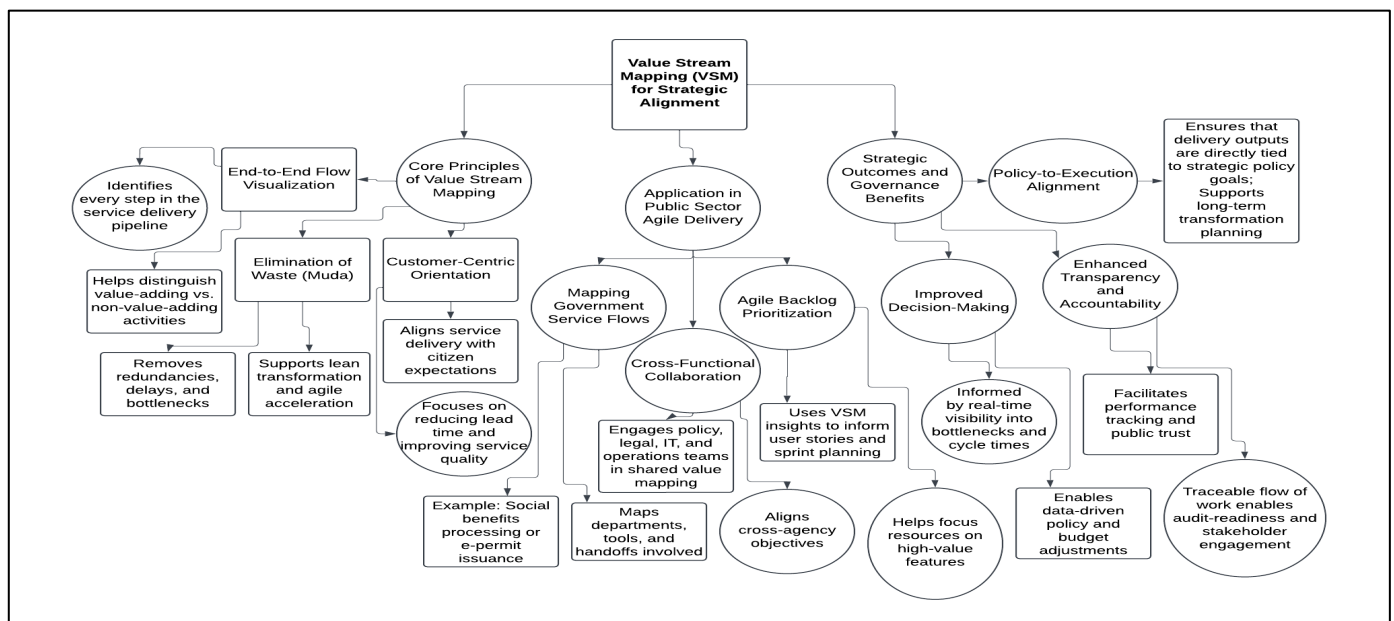 Value Stream
Mapping (VSM)
for Strategic
Alignment
Core Principles
of Value Stream
Mapping
End-to-End Flow
Visualization
Identifies
every step in the
service delivery
pipeline
Helps distinguish
value-adding vs.
non-value-adding
activities
Elimination of
Waste (Muda)
Removes
redundancies,
delays, and
bottlenecks
Supports lean
transformation
and agile
acceleration
Customer-Centric
Orientation
Aligns service
delivery with
citizen
expectations
Focuses on
reducing lead
time and
improving service
quality
Application in
Public Sector
Agile Delivery
Mapping
Government
Service Flows
Example: Social
benefits
processing or
e-permit
issuance
Maps
departments,
tools, and
handoffs involved
Cross-Functional
Collaboration
Engages policy,
legal, IT, and
operations teams
in shared value
mapping
Aligns
cross-agency
objectives
Agile Backlog
Prioritization
Uses VSM
insights to inform
user stories and
sprint planning
Helps focus
resources on
high-value
features
Strategic
Outcomes and
Governance
Benefits
Policy-to-Execution
Alignment
Ensures that
delivery outputs
are directly tied
to strategic policy
goals;
Supports
long-term
transformation
planning
Improved
Decision-Making
Informed
by real-time
visibility into
bottlenecks and
cycle times
Enables
data-driven
policy and
budget
adjustments
Enhanced
Transparency
and
Accountability
Facilitates
performance
tracking and
public trust
Traceable flow of
work enables
audit-readiness and
stakeholder
engagement